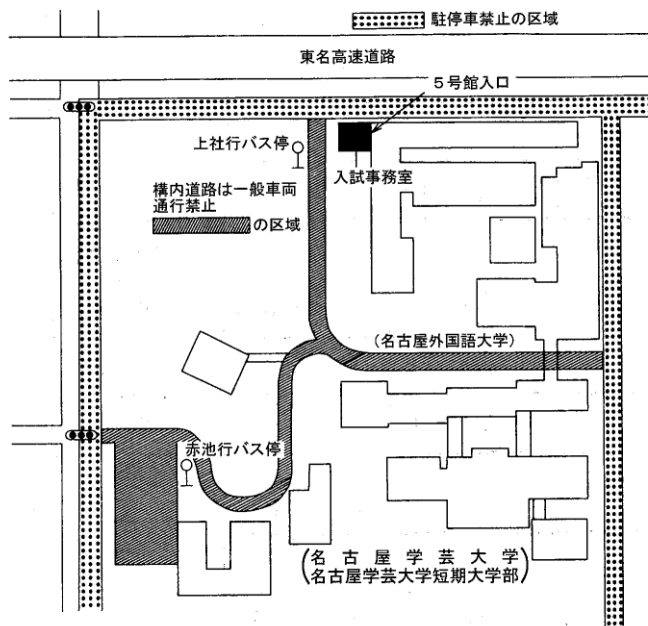 駐停車禁止の区域
東名高速道路
5号館入口
上社行バス停
入試事務室
構内道路は一般車両
通行禁止
の区域
(名古屋外国語大学)
赤池行バス停
(名古屋学芸大学
名古屋学芸大学短期大学部)